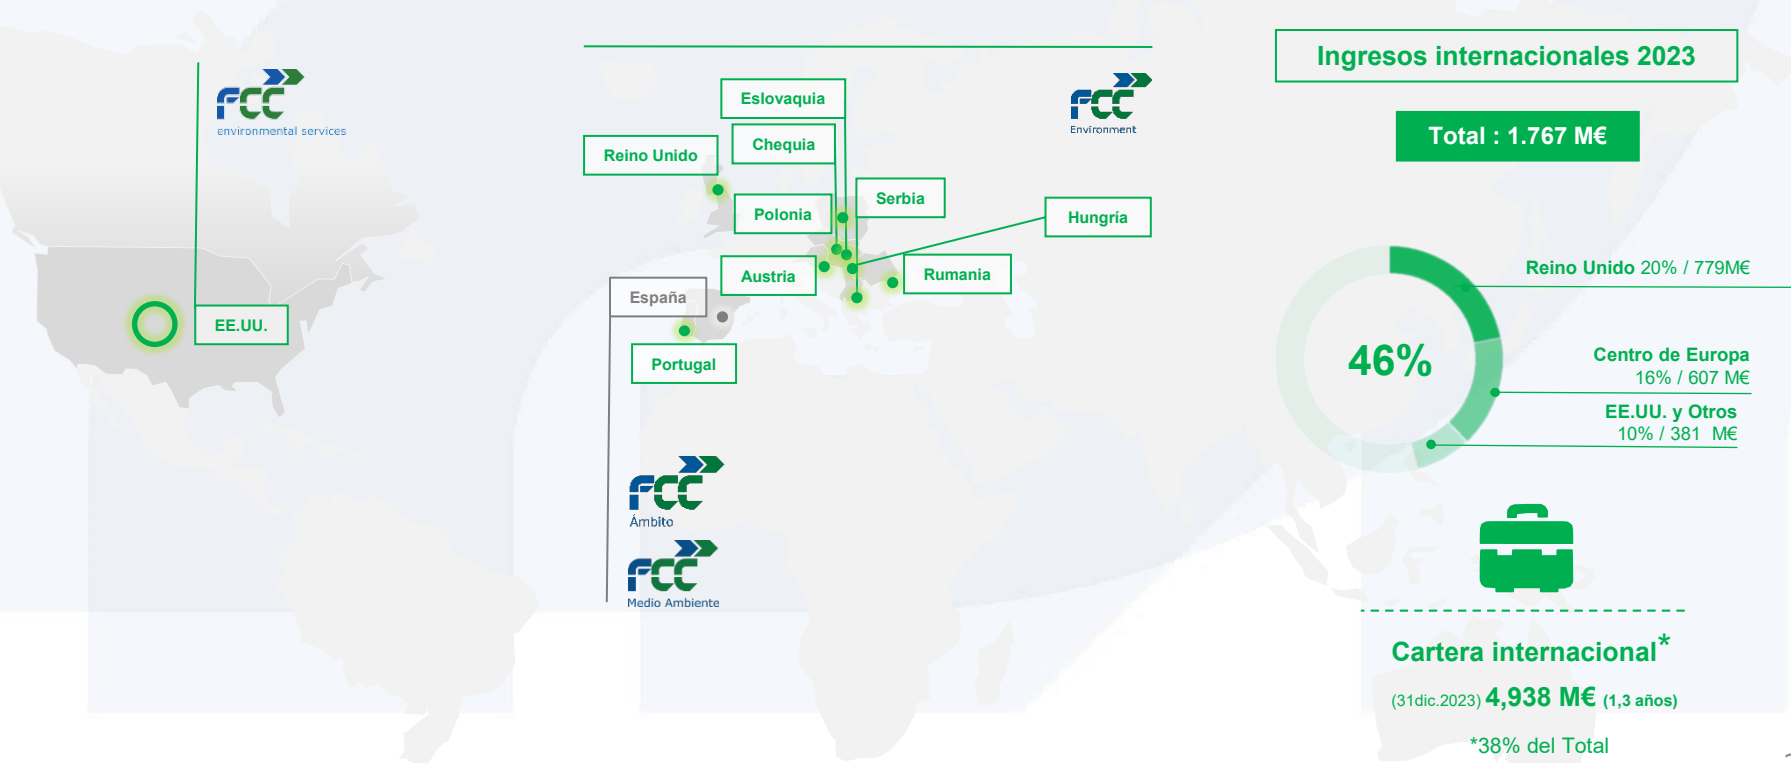 FCC
environmental services
EE.UU.
Eslovaquia
Chequia
Reino Unido
Polonia
Serbia
Hungría
Austria
Rumania
España
Portugal
FCC
Environment
FCC
Ámbito
FCC
Medio Ambiente
Ingresos internacionales 2023
Total : 1.767 M€
46%
Reino Unido 20% / 779M€
Centro de Europa
16% / 607 M€
EE.UU. y Otros
10% / 381 M€
Cartera internacional*
(31dic.2023) 4,938 M€ (1,3 años)
*38% del Total